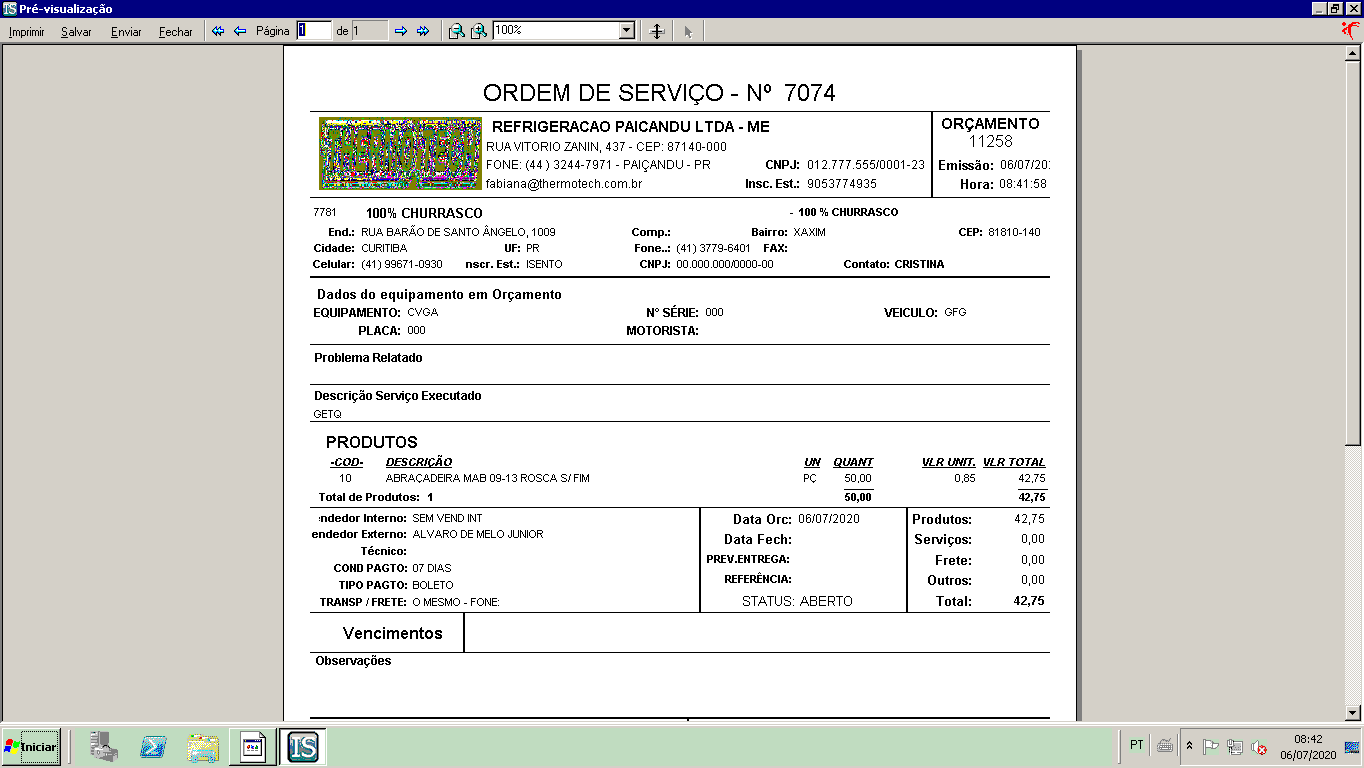 Pré-visualização
Imprimir Salvar Enviar Fechar Página 1 de 1 100%
ORDEM DE SERVIÇO - Nº 7074
REFRIGERACAO PAICANDU LTDA - ME
RUA VITORIO ZANIN, 437 - CEP: 87140-000
FONE: (44 ) 3244-7971 - PAIÇANDU - PR CNPJ: 012.777.555/0001-23
fabiana@thermotech.com.br Insc. Est.: 9053774935
ORÇAMENTO
11258
Emissão: 06/07/20
Hora: 08:41:58
7781 100% CHURRASCO - 100 % CHURRASCO
End.: RUA BARÃO DE SANTO ÂNGELO, 1009 Comp.: Bairro: XAXIM CEP: 81810-140
Cidade: CURITIBA UF: PR Fone..: (41) 3779-6401 FAX:
Celular: (41) 99671-0930 nscr. Est.: ISENTO CNPJ: 00.000.000/0000-00 Contato: CRISTINA
Dados do equipamento em Orçamento
EQUIPAMENTO: CVGA N° SÉRIE: 000 VEICULO: GFG
PLACA: 000 MOTORISTA:
Problema Relatado
Descrição Serviço Executado
GETQ
PRODUTOS
-COD- DESCRIÇÃO UN QUANT VLR UNIT. VLR TOTAL
10 ABRAÇADEIRA MAB 09-13 ROSCA S/ FIM PÇ 50,00 0,85 42,75
Total de Produtos: 1 50,00 42,75
endedor Interno: SEM VEND INT
endedor Externo: ALVARO DE MELO JUNIOR
Técnico:
COND PAGTO: 07 DIAS
TIPO PAGTO: BOLETO
TRANSP / FRETE: O MESMO - FONE:
Data Orc: 06/07/2020
Data Fech:
PREV.ENTREGA:
REFERÊNCIA:
STATUS: ABERTO
Produtos: 42,75
Serviços: 0,00
Frete: 0,00
Outros: 0,00
Total: 42,75
Vencimentos
Observações
Iniciar IS PT 08:42
06/07/2020